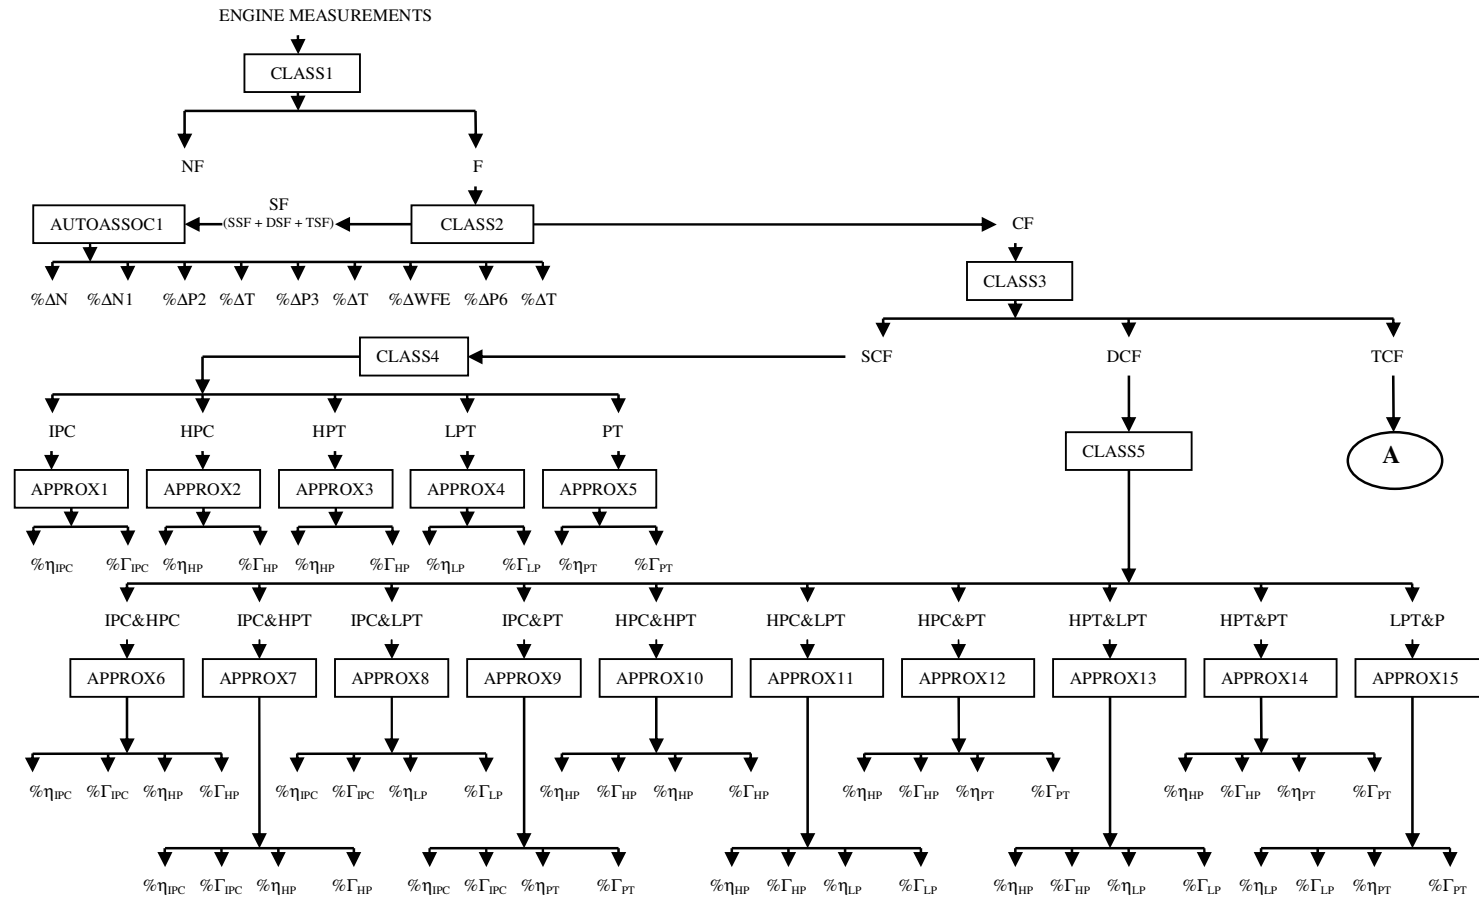 ENGINE MEASUREMENTS
CLASS1
NF F
SF
AUTOASSOC1 (SSF + DSF + TSF) CLASS2 CF
CLASS3
%ΔN %ΔN1 %ΔP2 %ΔT %ΔP3 %ΔT %ΔWFE %ΔP6 %ΔT
CLASS4 SCF DCF TCF
IPC HPC HPT LPT PT
CLASS5 A
APPROX1 APPROX2 APPROX3 APPROX4 APPROX5
%ηIPC %ΓIPC %ηHP %ΓHP %ηHP %ΓHP %ηLP %ΓLP %ηPT %ΓPT
IPC&HPC IPC&HPT IPC&LPT IPC&PT HPC&HPT HPC&LPT HPC&PT HPT&LPT HPT&PT LPT&P
APPROX6 APPROX7 APPROX8 APPROX9 APPROX10 APPROX11 APPROX12 APPROX13 APPROX14 APPROX15
%ηIPC %ΓIPC %ηHP %ΓHP %ηIPC %ΓIPC %ηLP %ΓLP %ηHP %ΓHP %ηHP %ΓHP %ηHP %ΓHP %ηPT %ΓPT %ηHP %ΓHP %ηPT %ΓPT
%ηIPC %ΓIPC %ηHP %ΓHP %ηIPC %ΓIPC %ηPT %ΓPT %ηHP %ΓHP %ηLP %ΓLP %ηHP %ΓHP %ηLP %ΓLP %ηLP %ΓLP %ηPT %ΓPT